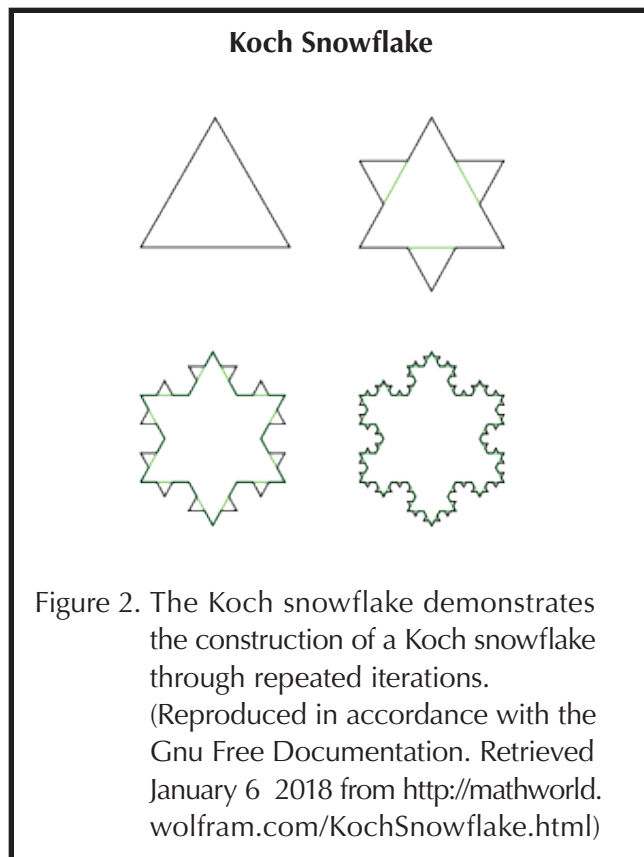 Koch Snowflake
Figure 2. The Koch snowflake demonstrates
the construction of a Koch snowflake
through repeated iterations.
(Reproduced in accordance with the
Gnu Free Documentation. Retrieved
January 6 2018 from http://mathworld.
wolfram.com/KochSnowflake.html)